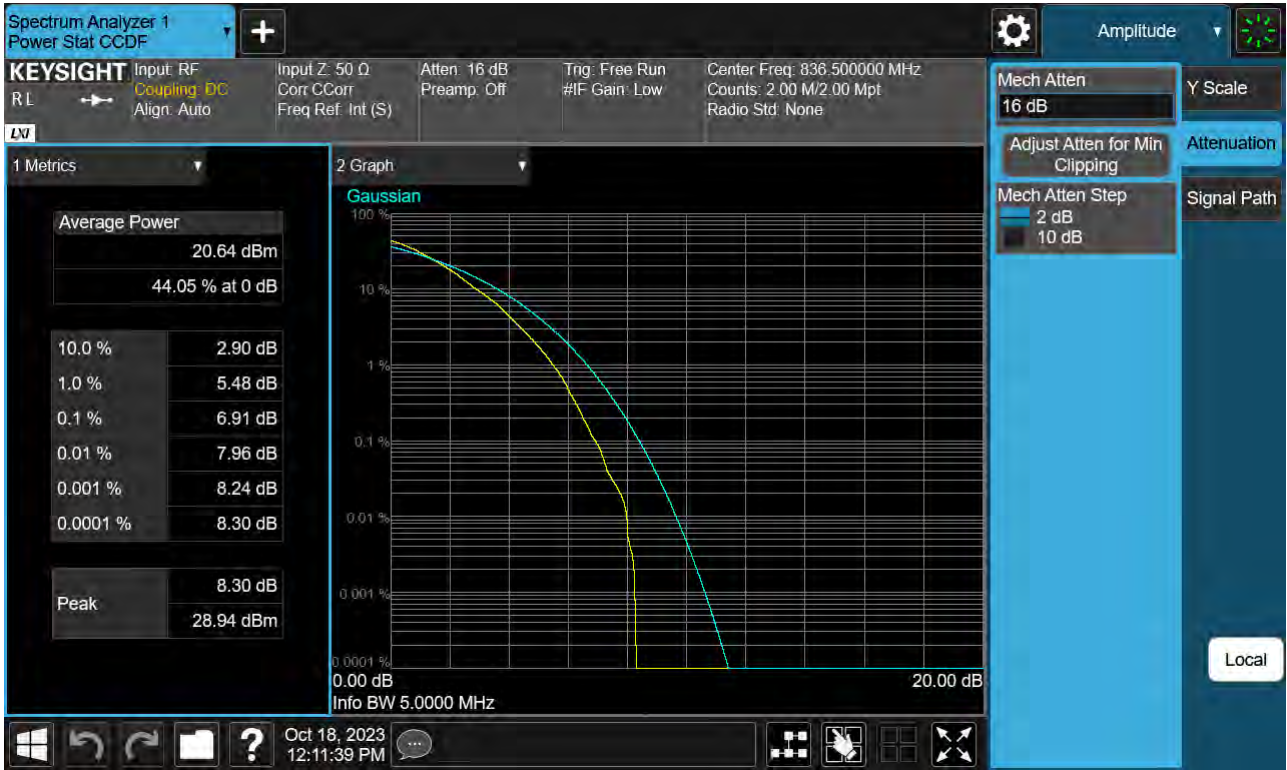 Spectrum Analyzer 1
Power Stat CCDF
Amplitude
KEYSIGHT
RL
LXI
Input: RF
Coupling: DC
Align: Auto
Input Z: 50 Ω
Corr CCorr
Freq Ref: Int (S)
Atten: 16 dB
Preamp: Off
Trig: Free Run
#IF Gain: Low
Center Freq: 836.500000 MHz
Counts: 2.00 M/2.00 Mpt
Radio Std: None
1 Metrics
Average Power
20.64 dBm
44.05 % at 0 dB
10.0 % 2.90 dB
1.0 % 5.48 dB
0.1 % 6.91 dB
0.01 % 7.96 dB
0.001 % 8.24 dB
0.0001 % 8.30 dB
Peak
8.30 dB
28.94 dBm
2 Graph
Gaussian
100 %
10 %
1 %
0.1 %
0.01 %
0.001 %
0.0001 %
0.00 dB 20.00 dB
Info BW 5.0000 MHz
Mech Atten
16 dB
Adjust Atten for Min
Clipping
Mech Atten Step
2 dB
10 dB
Y Scale
Attenuation
Signal Path
Local
?
Oct 18, 2023
12:11:39 PM